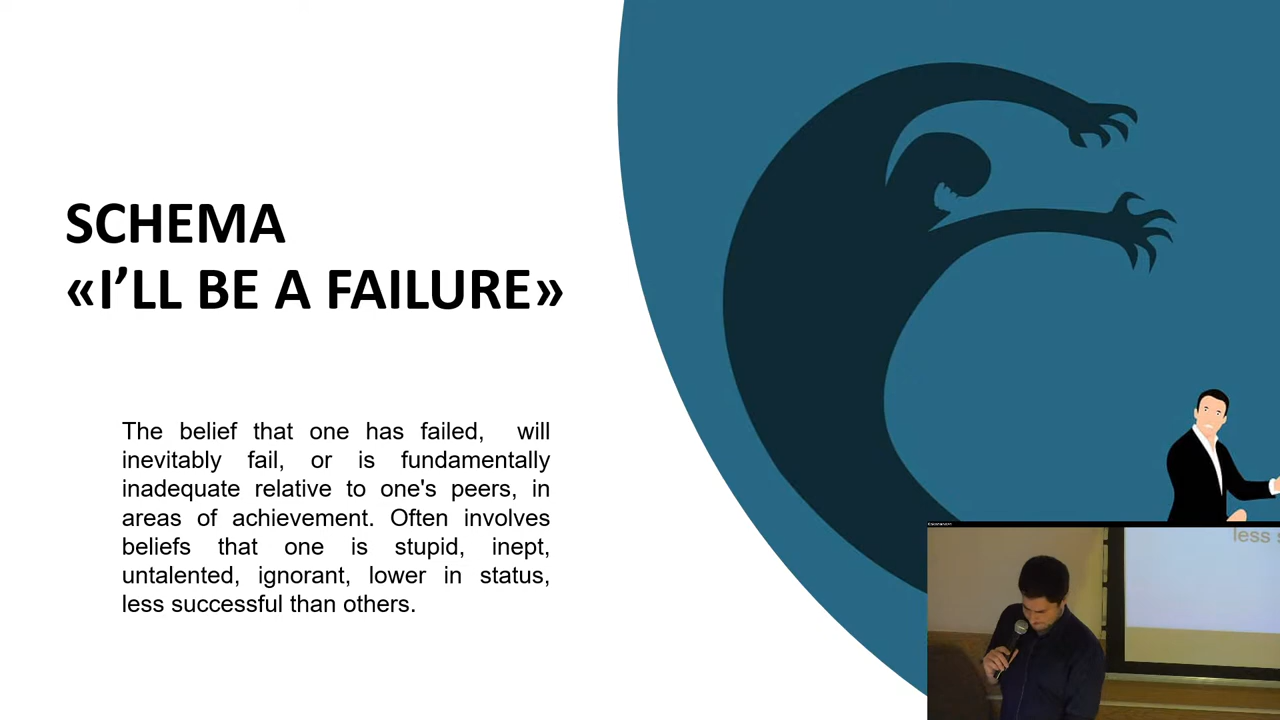 SCHEMA
«I’LL BE A FAILURE»
The belief that one has failed, will
inevitably fail, or is fundamentally
inadequate relative to one's peers, in
areas of achievement. Often involves
beliefs that one is stupid, inept,
untalented, ignorant, lower in status,
less successful than others.
less s